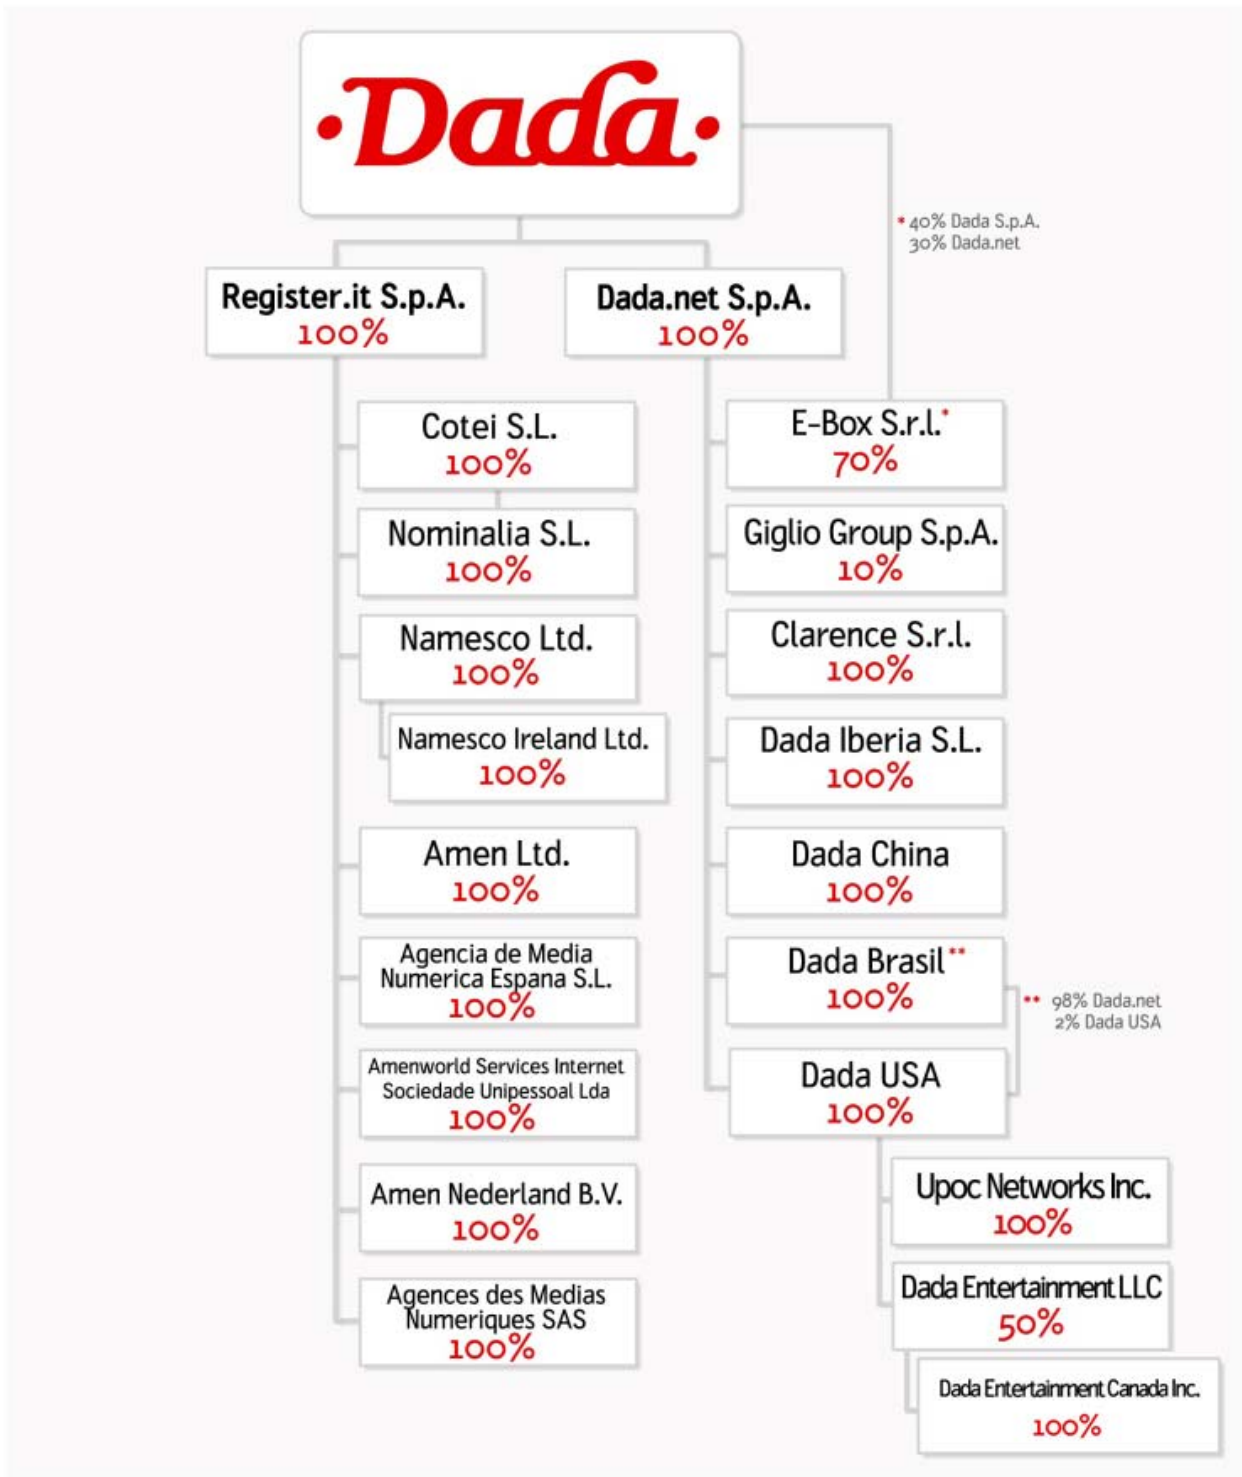 Dada
* 40% Dada S.p.A.
30% Dada.net
Register.it S.p.A.
100%
Dada.net S.p.A.
100%
Cotei S.L.
100%
Nominalia S.L.
100%
Namesco Ltd.
100%
Namesco Ireland Ltd.
100%
Amen Ltd.
100%
Agencia de Media
Numerica Espana S.L.
100%
Amenworld Services Internet
Sociedade Unipessoal Lda
100%
Amen Nederland B.V.
100%
Agences des Medias
Numeriques SAS
100%
E-Box S.r.l.*
70%
Giglio Group S.p.A.
10%
Clarence S.r.l.
100%
Dada Iberia S.L.
100%
Dada China
100%
Dada Brasil**
100%
** 98% Dada.net
2% Dada USA
Dada USA
100%
Upoc Networks Inc.
100%
Dada Entertainment LLC
50%
Dada Entertainment Canada Inc.
100%